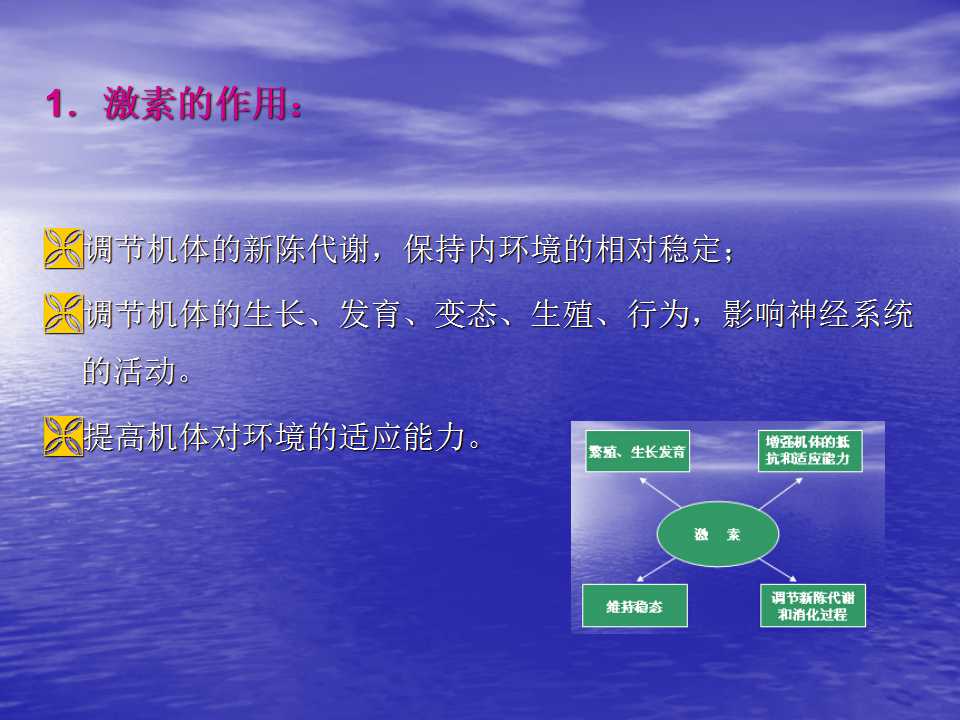 1. 激素的作用:
调节机体的新陈代谢，保持内环境的相对稳定；
调节机体的生长、发育、变态、生殖、行为，影响神经系统
的活动。
提高机体对环境的适应能力。
繁殖、生长发育
增强机体的抵
抗和适应能力
激 素
维持稳态
调节新陈代谢
和消化过程